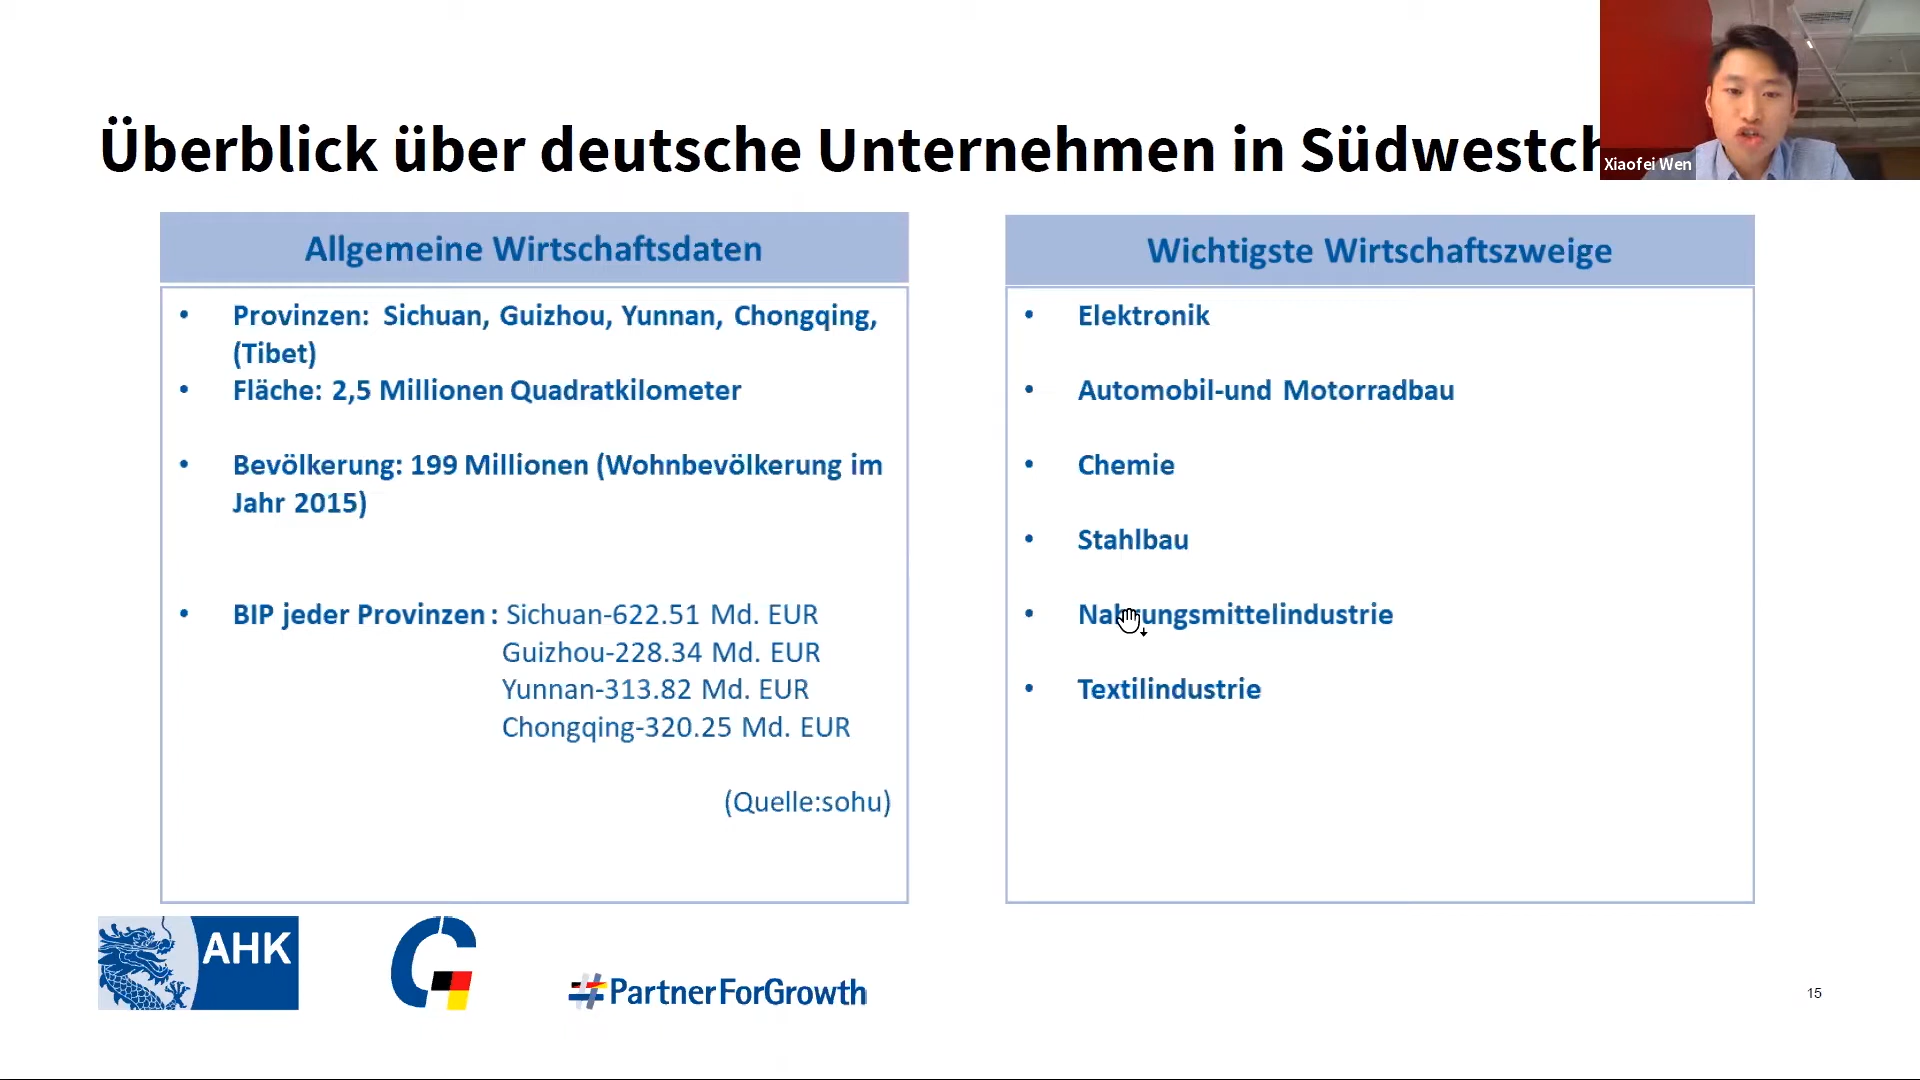 Überblick über deutsche Unternehmen in Südwestch
Xiaofei Wen
Allgemeine Wirtschaftsdaten
• Provinzen: Sichuan, Guizhou, Yunnan, Chongqing,
(Tibet)
• Fläche: 2,5 Millionen Quadratkilometer
• Bevölkerung: 199 Millionen (Wohnbevölkerung im
Jahr 2015)
• BIP jeder Provinzen : Sichuan-622.51 Md. EUR
Guizhou-228.34 Md. EUR
Yunnan-313.82 Md. EUR
Chongqing-320.25 Md. EUR
(Quelle:sohu)
Wichtigste Wirtschaftszweige
• Elektronik
• Automobil-und Motorradbau
• Chemie
• Stahlbau
• Nahrungsmittelindustrie
• Textilindustrie
AHK
#PartnerForGrowth
15